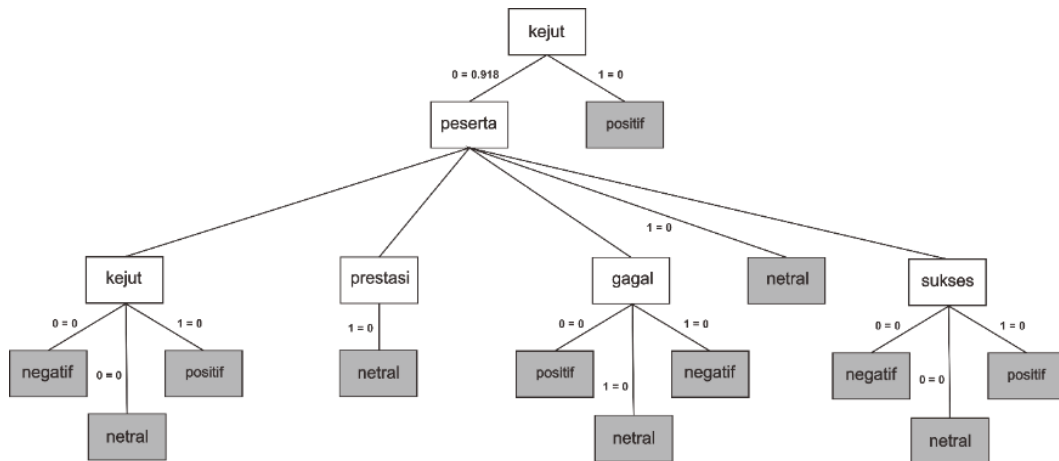 kejut
0 = 0.918
1 = 0
peserta
positif
1 = 0
kejut
prestasi
gagal
netral
sukses
0 = 0
1 = 0
1 = 0
0 = 0
1 = 0
0 = 0
1 = 0
negatif
0 = 0
positif
netral
positif
1 = 0
negatif
negatif
0 = 0
positif
netral
netral
netral